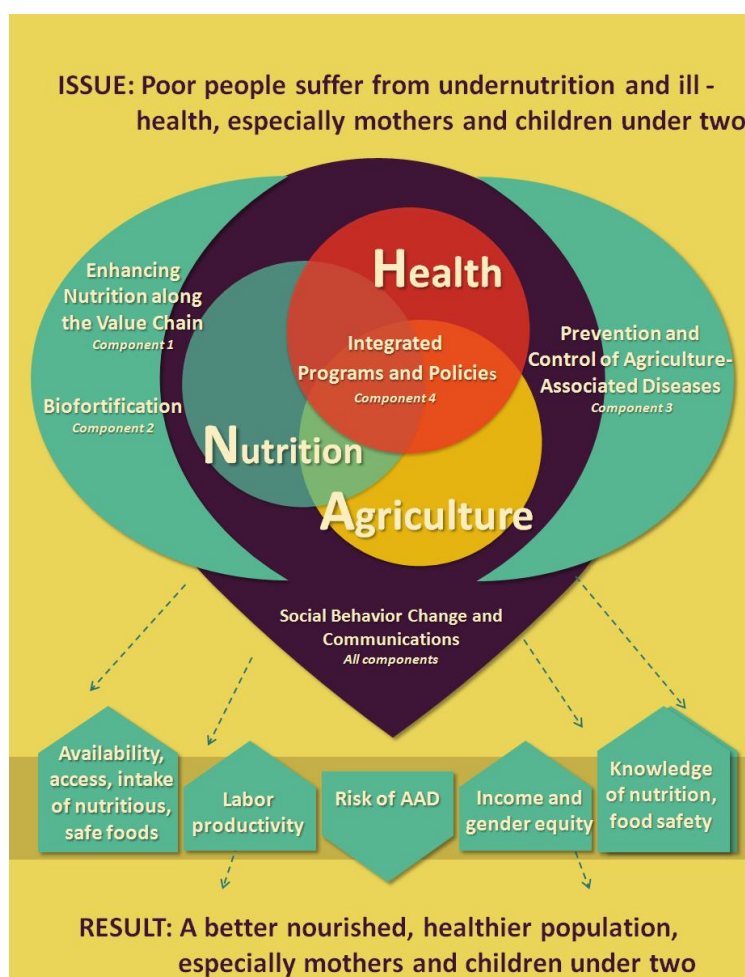 ISSUE: Poor people suffer from undernutrition and ill -
health, especially mothers and children under two
Enhancing
Nutrition along
the Value Chain
Component 1
Biofortification
Component 2
Health
Integrated
Programs and Policies
Component 4
Nutrition
Agriculture
Prevention and
Control of Agriculture-
Associated Diseases
Component 3
Social Behavior Change and
Communications
All components
Availability,
access, intake
of nutritious,
safe foods
Labor
productivity
Risk of AAD
Income and
gender equity
Knowledge
of nutrition,
food safety
RESULT: A better nourished, healthier population,
especially mothers and children under two